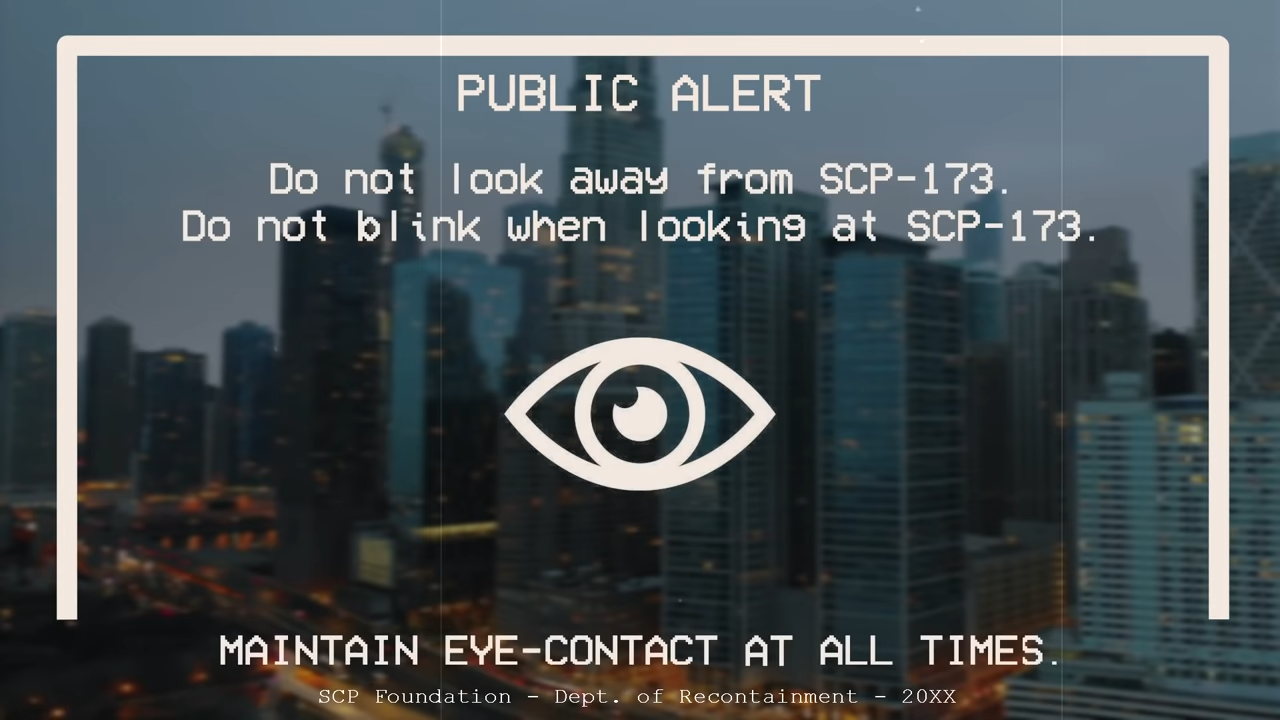 PUBLIC ALERT
Do not look away from SCP-173.
Do not blink when looking at SCP-173.
MAINTAIN EYE-CONTACT AT ALL TIMES.
SCP Foundation - Dept. of Recontainment - 20XX